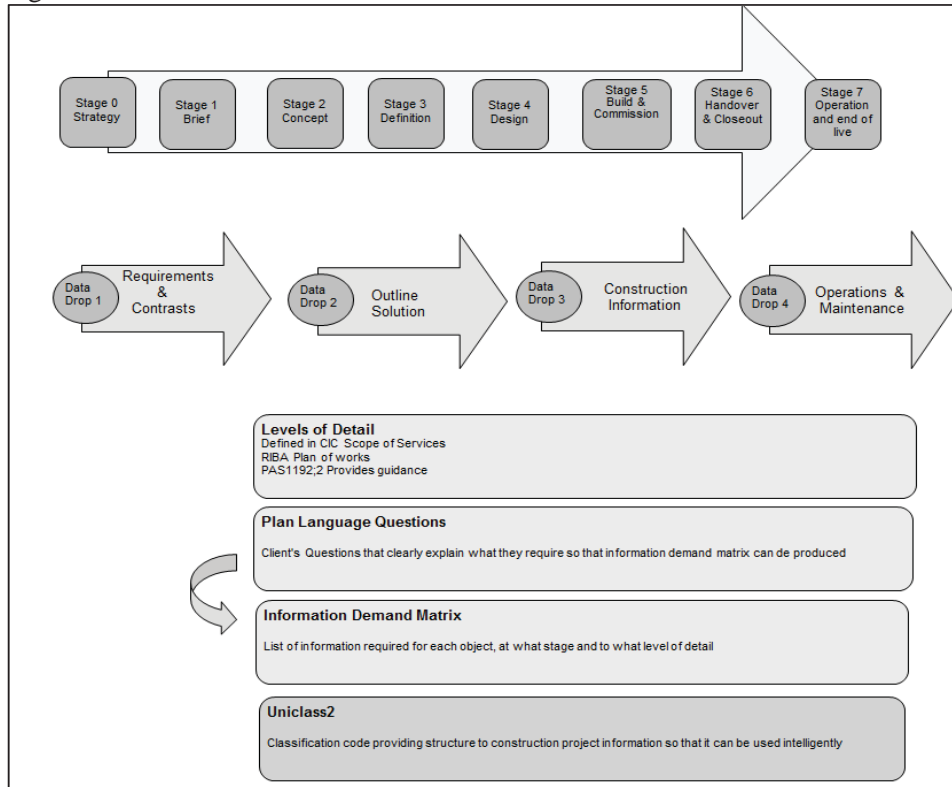 Stage 0
Strategy
Stage 1
Brief
Stage 2
Concept
Stage 3
Definition
Stage 4
Design
Stage 5
Build &
Commission
Stage 6
Handover
& Closeout
Stage 7
Operation
and end of
live
Data
Drop 1
Requirements
&
Contrasts
Data
Drop 2
Outline
Solution
Data
Drop 3
Construction
Information
Data
Drop 4
Operations &
Maintenance
Levels of Detail
Defined in CIC Scope of Services
RIBA Plan of works
PAS1192;2 Provides guidance
Plan Language Questions
Client's Questions that clearly explain what they require so that information demand matrix can be produced
Information Demand Matrix
List of information required for each object, at what stage and to what level of detail
Uniclass2
Classification code providing structure to construction project information so that it can be used intelligently